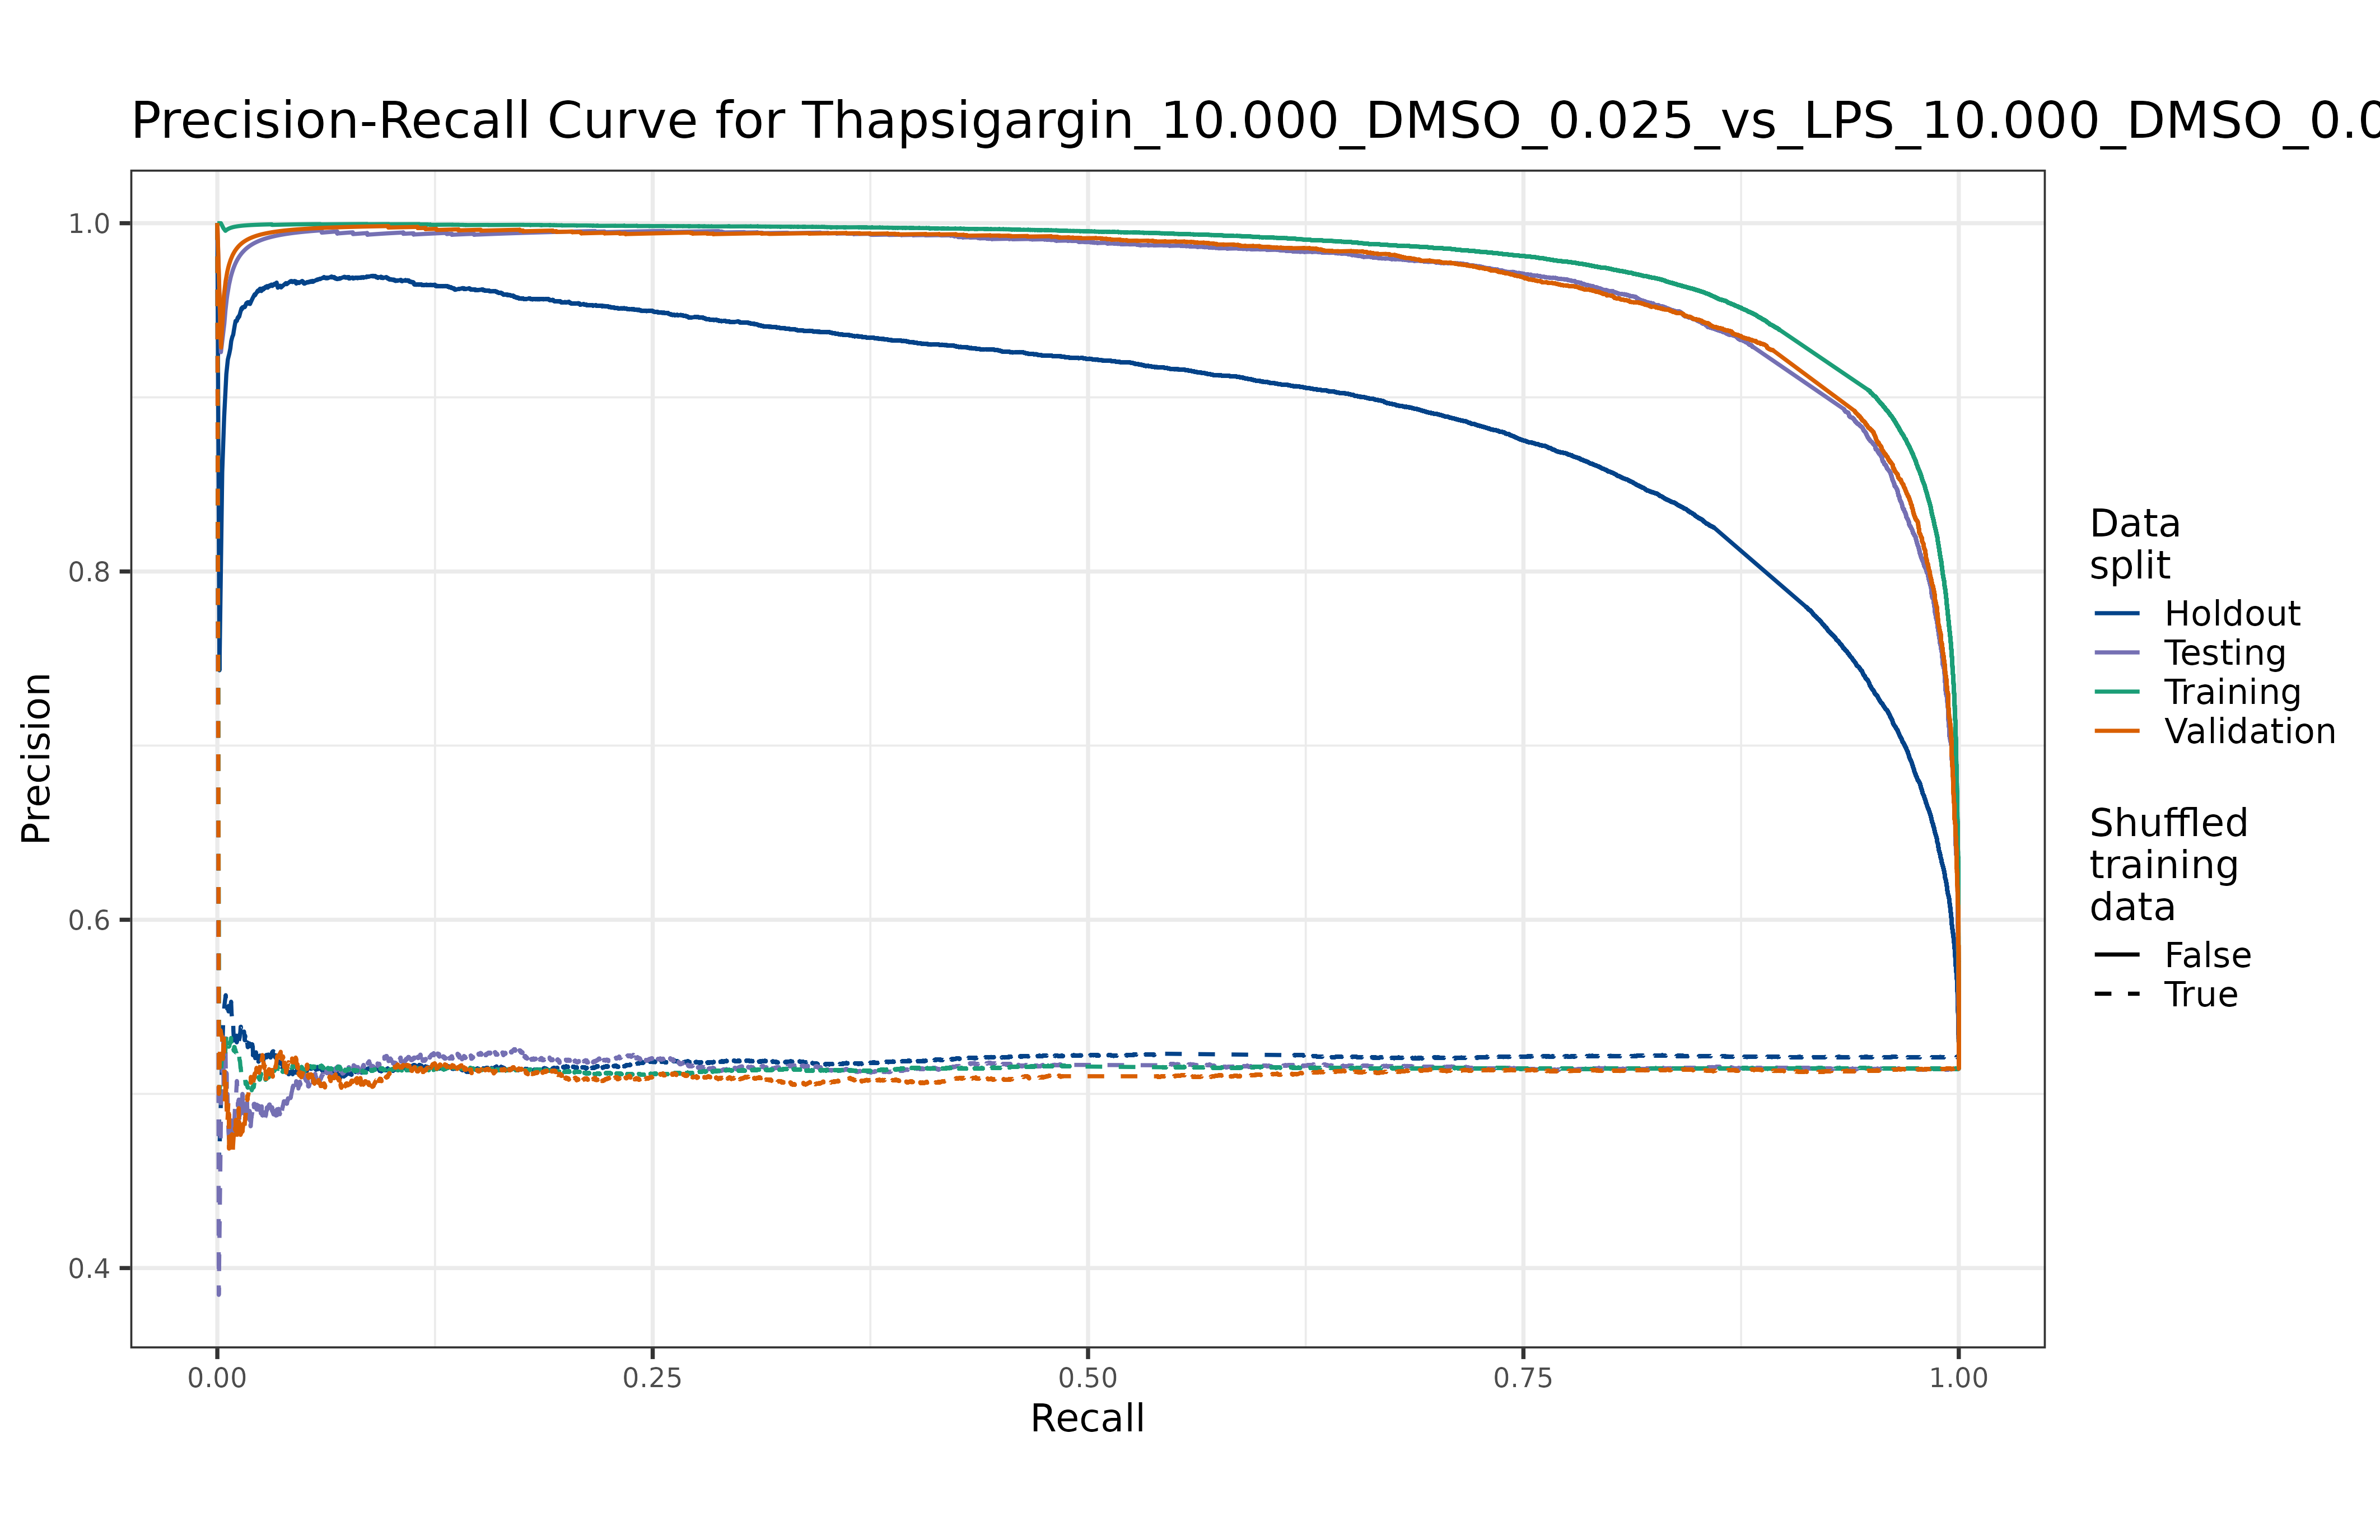 Precision-Recall Curve for Thapsigargin_10.000_DMSO_0.025_vs_LPS_10.000_DMSO_0.0
1.0
0.8
0.6
0.4
Precision
0.00 0.25 0.50 0.75 1.00
Recall
Data
split
Holdout
Testing
Training
Validation
Shuffled
training
data
False
True